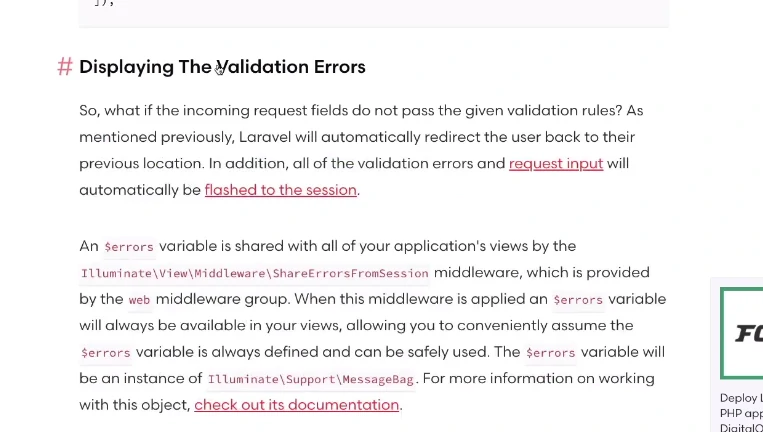 ]);
# Displaying The Validation Errors
So, what if the incoming request fields do not pass the given validation rules? As
mentioned previously, Laravel will automatically redirect the user back to their
previous location. In addition, all of the validation errors and request input will
automatically be flashed to the session.
An $errors variable is shared with all of your application's views by the
Illuminate\View\Middleware\ShareErrorsFromSession middleware, which is provided
by the web middleware group. When this middleware is applied an $errors variable
will always be available in your views, allowing you to conveniently assume the
$errors variable is always defined and can be safely used. The $errors variable will
be an instance of Illuminate\Support\MessageBag. For more information on working
with this object, check out its documentation.
Deploy
PHP